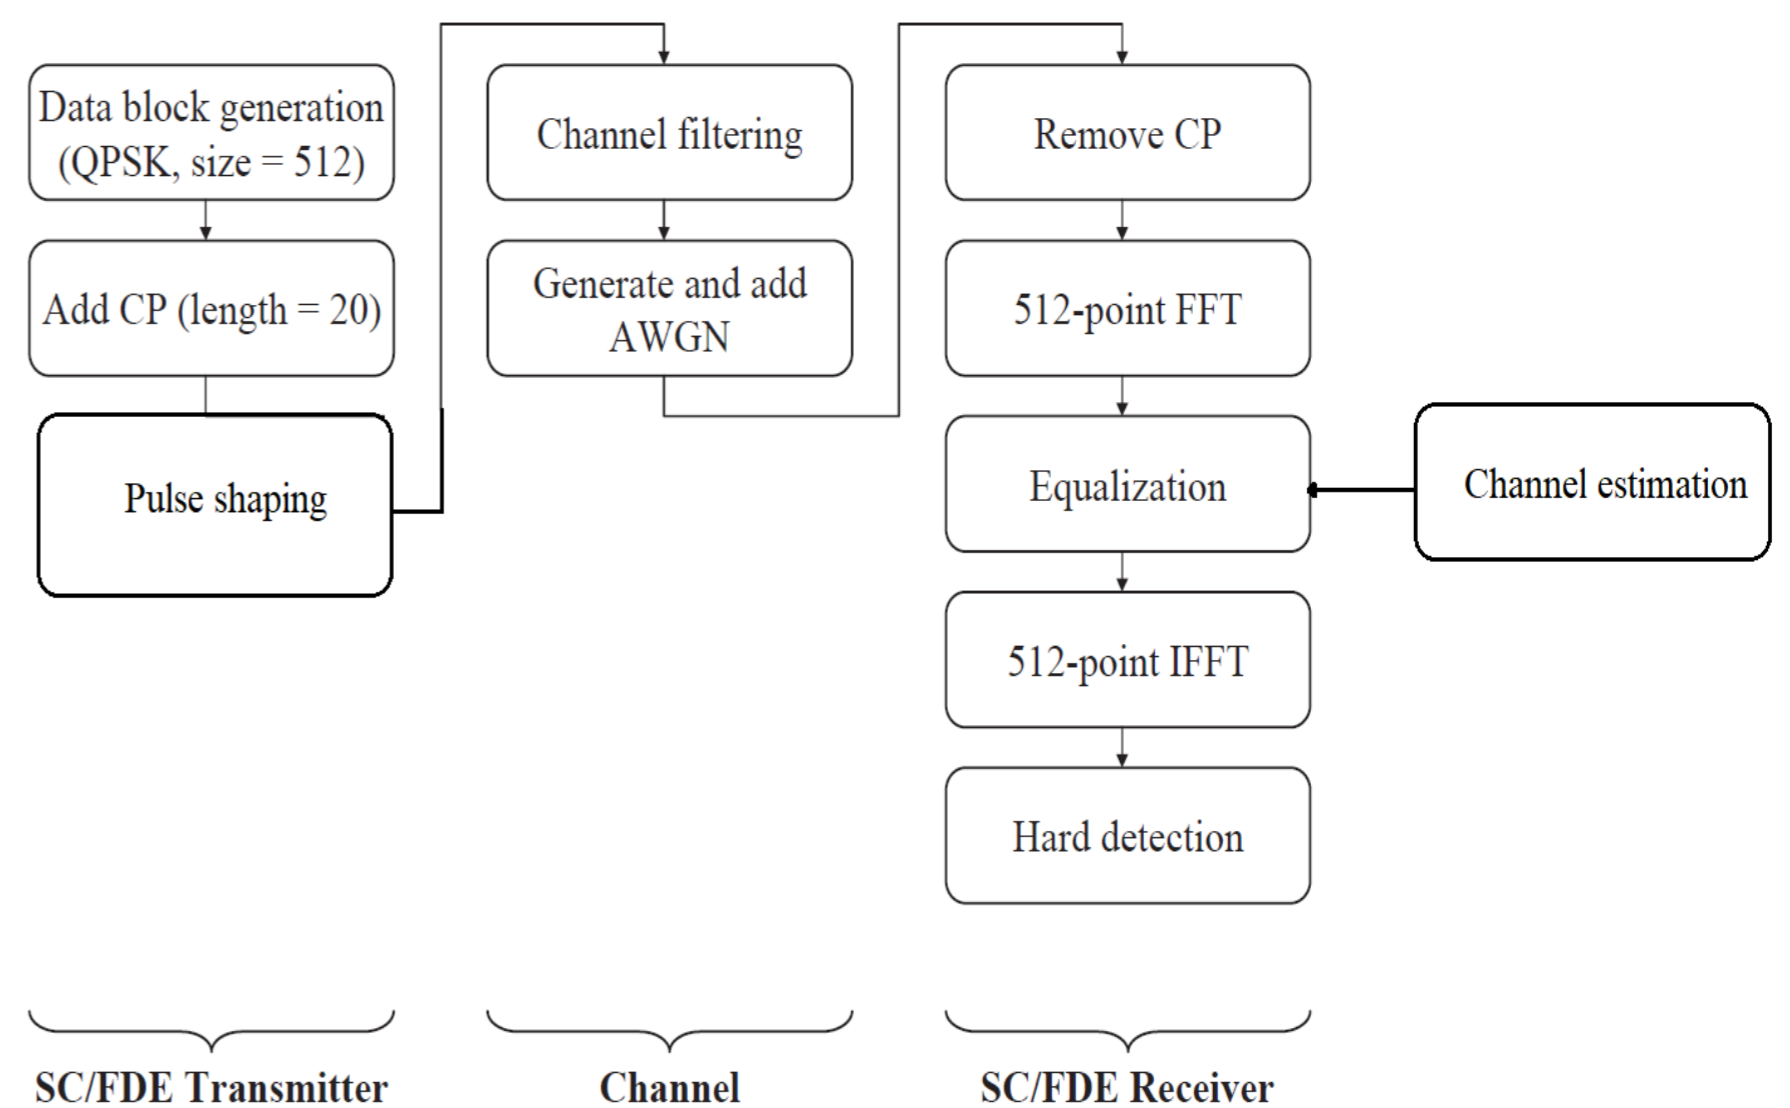 Data block generation
(QPSK, size = 512)
Add CP (length = 20)
Pulse shaping
Channel filtering
Generate and add
AWGN
Remove CP
512-point FFT
Equalization
Channel estimation
512-point IFFT
Hard detection
SC/FDE Transmitter
Channel
SC/FDE Receiver